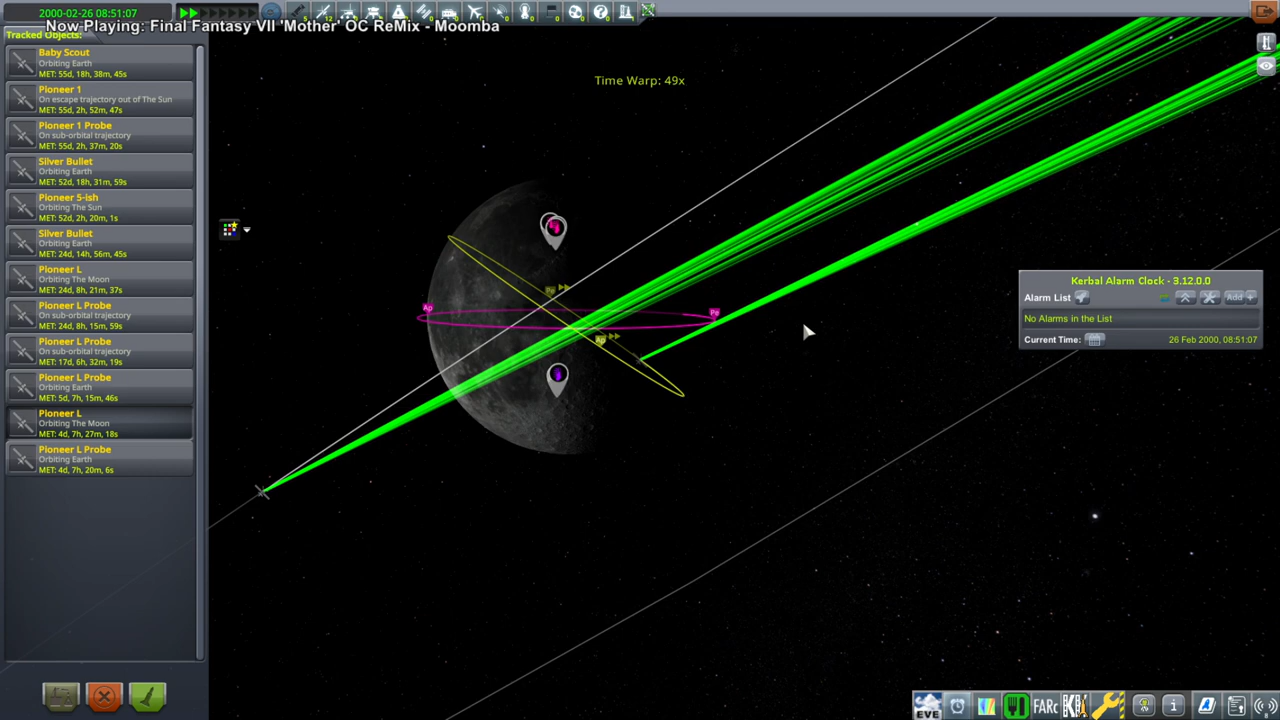 2000-02-26 08:51:07
Now Playing: Final Fantasy VII 'Mother' OC ReMix - Moomba
Tracked Objects:
Baby Scout
Orbiting Earth
MET: 55d, 18h, 38m, 45s
Pioneer 1
On escape trajectory out of The Sun
MET: 55d, 2h, 52m, 47s
Pioneer 1 Probe
On sub-orbital trajectory
MET: 55d, 2h, 37m, 20s
Silver Bullet
Orbiting Earth
MET: 52d, 18h, 31m, 59s
Pioneer 5-ish
Orbiting The Sun
MET: 52d, 2h, 20m, 1s
Silver Bullet
Orbiting Earth
MET: 24d, 14h, 56m, 45s
Pioneer L
Orbiting The Moon
MET: 24d, 8h, 21m, 37s
Pioneer L Probe
On sub-orbital trajectory
MET: 24d, 8h, 15m, 59s
Pioneer L Probe
On sub-orbital trajectory
MET: 17d, 6h, 32m, 19s
Pioneer L Probe
Orbiting Earth
MET: 5d, 7h, 15m, 46s
Pioneer L
Orbiting The Moon
MET: 4d, 7h, 27m, 18s
Pioneer L Probe
Orbiting Earth
MET: 4d, 7h, 20m, 6s
Time Warp: 49x
Pe
Ap
Pe
Ap
Kerbal Alarm Clock - 3.12.0.0
Alarm List
Add +
No Alarms in the List
Current Time:
26 Feb 2000, 08:51:07
EVE
FARc